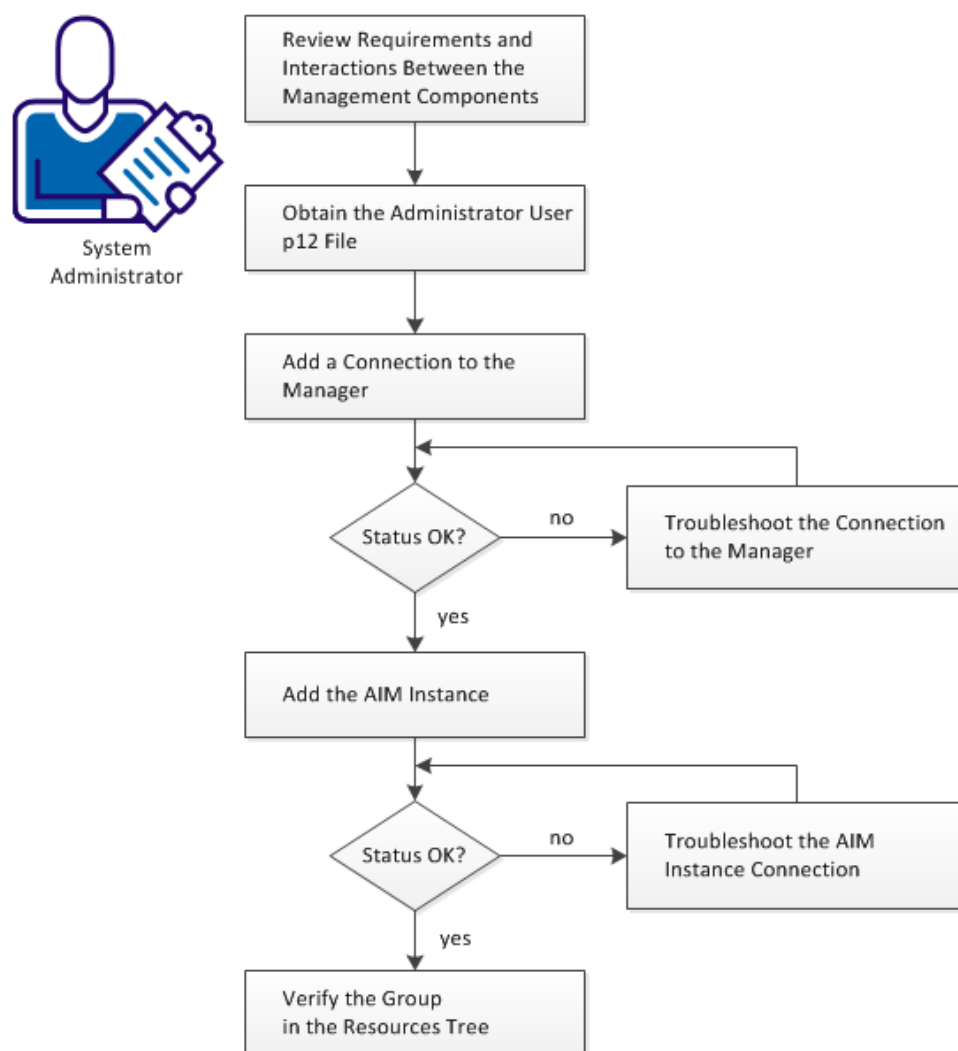 Review Requirements and
Interactions Between the
Management Components
System
Administrator
Obtain the Administrator User
p12 File
Add a Connection to the
Manager
Status OK?
no
Troubleshoot the Connection
to the Manager
yes
Add the AIM Instance
Status OK?
no
Troubleshoot the AIM
Instance Connection
yes
Verify the Group
in the Resources Tree